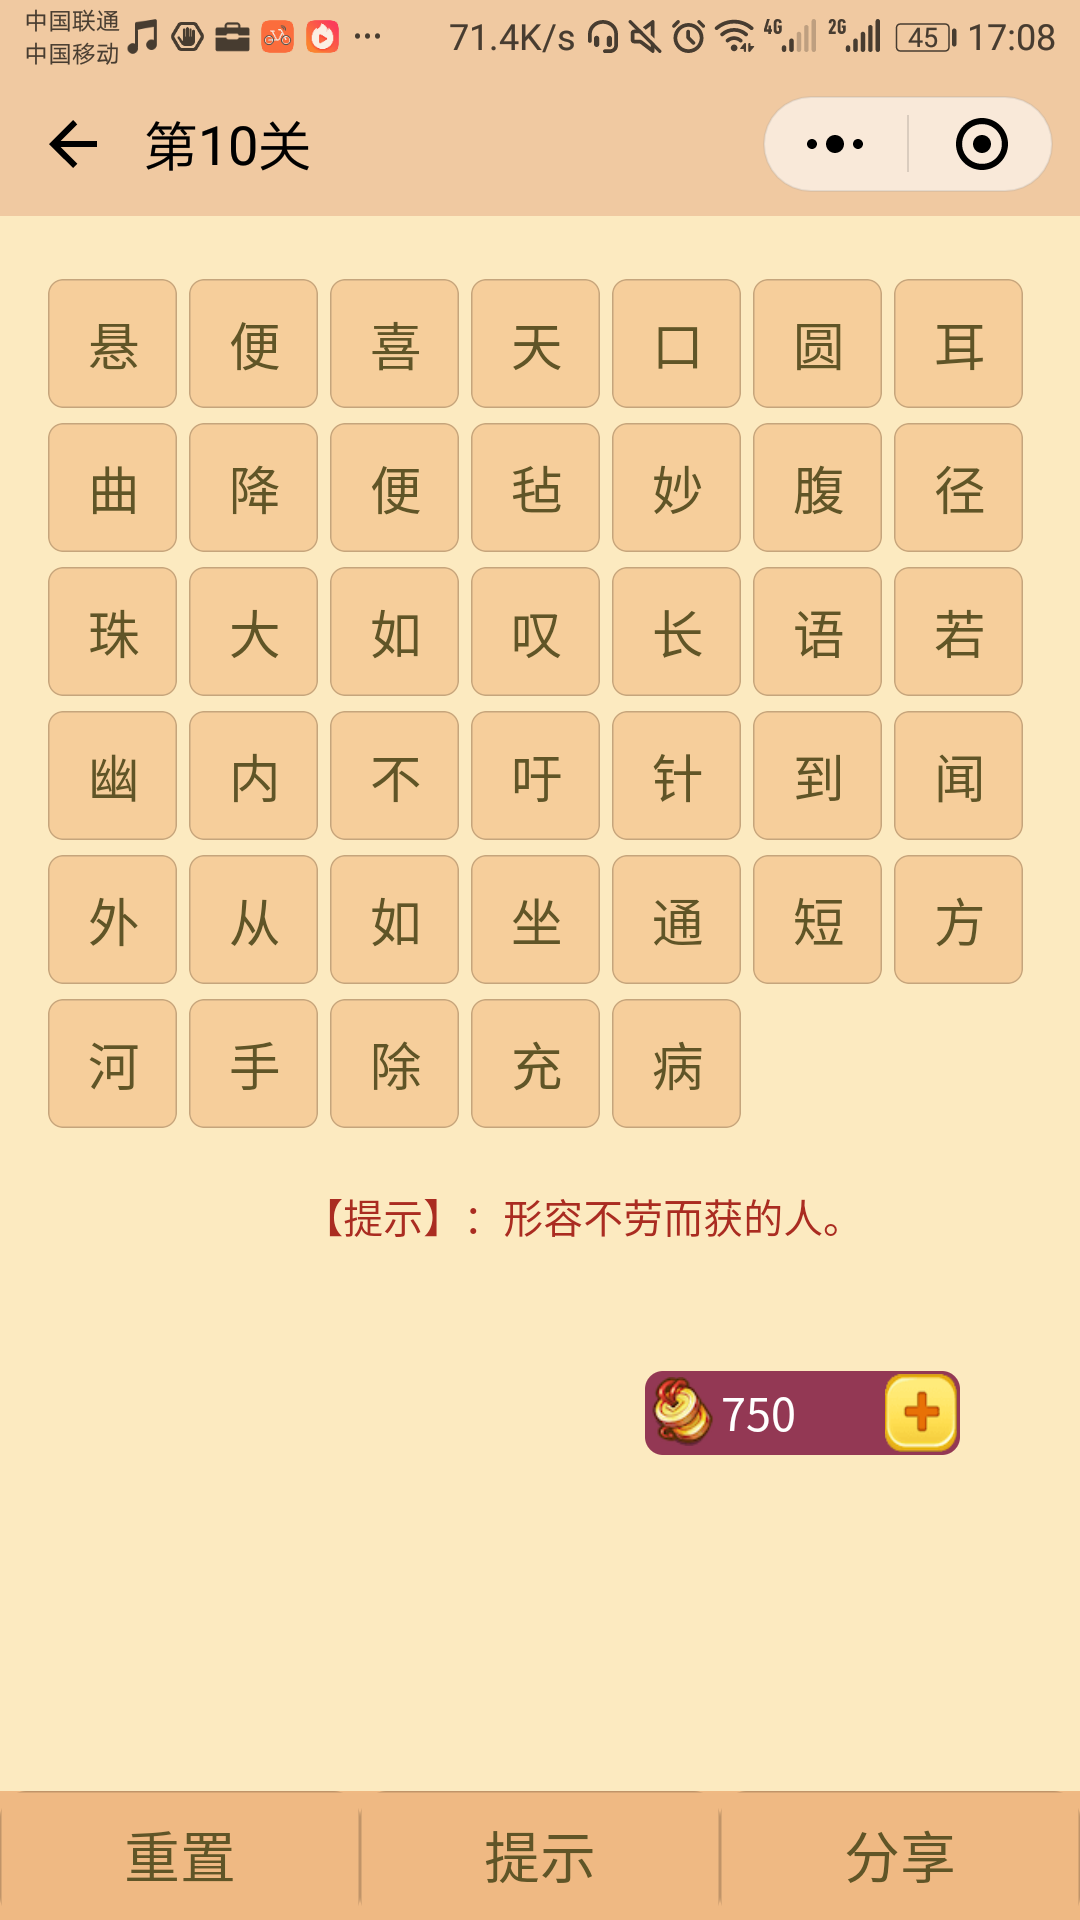 中国联通
中国移动
71.4K/s 4G 2G 45 17:08
第10关
悬 便 喜 天 口 圆 耳
曲 降 便 毡 妙 腹 径
珠 大 如 叹 长 语 若
幽 内 不 吁 针 到 闻
外 从 如 坐 通 短 方
河 手 除 充 病
【提示】：形容不劳而获的人。
750
重置 提示 分享